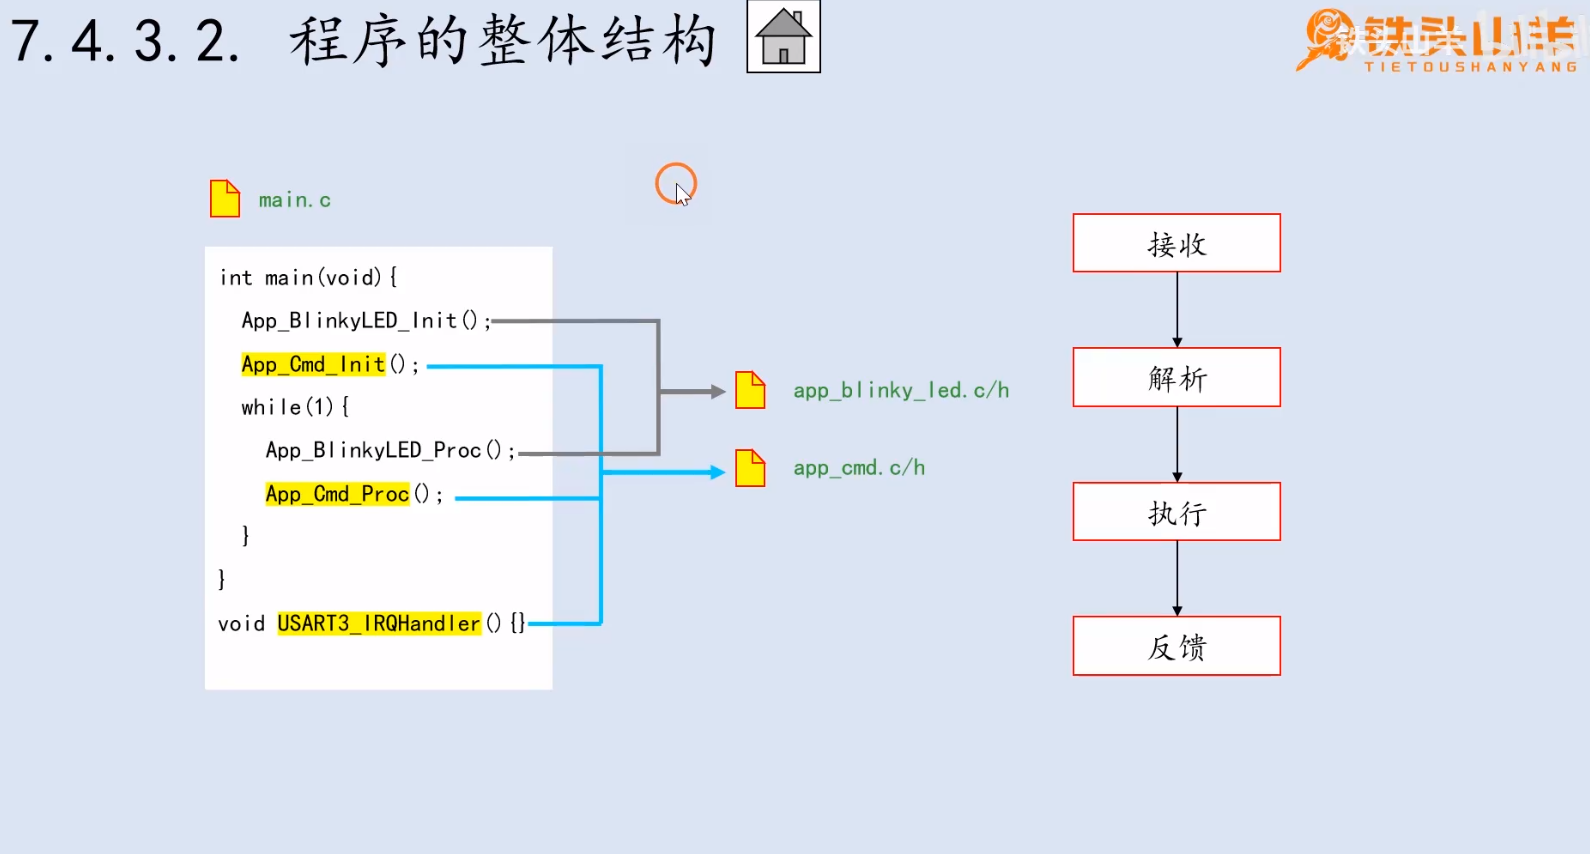 7.4.3.2. 程序的整体结构
铁头山羊
TIETOUSHANYANG
main.c
int main(void){
App_BlinkyLED_Init();
App_Cmd_Init();
while(1){
App_BlinkyLED_Proc();
App_Cmd_Proc();
}
}
void USART3_IRQHandler(){}
app_blinky_led.c/h
app_cmd.c/h
接收
解析
执行
反馈